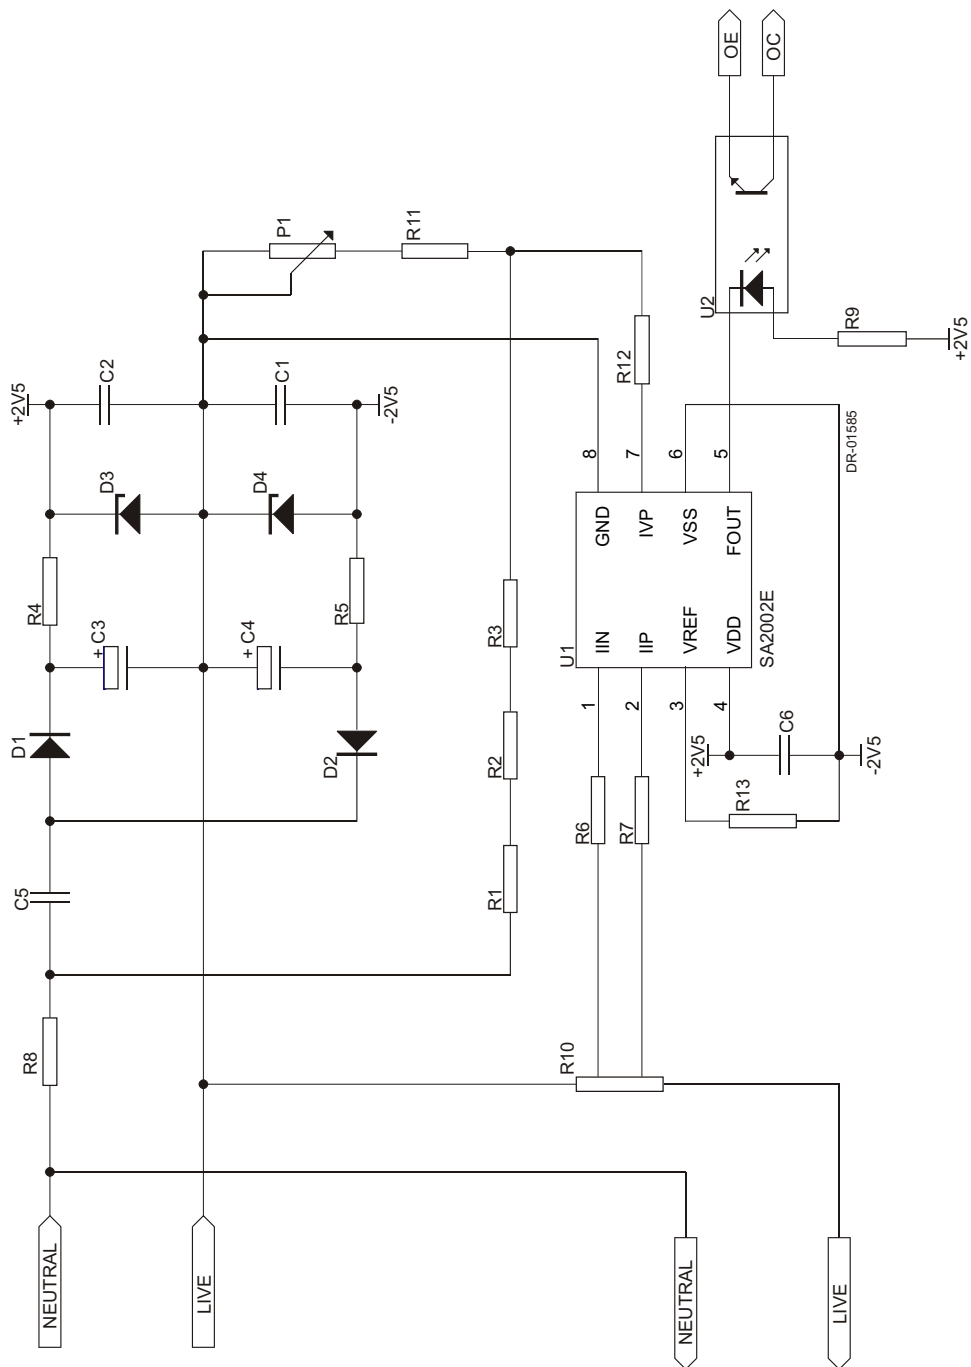 NEUTRAL
LIVE
R8
C5
D1
D2
C3
+
C4
+
R4
R5
D3
D4
+2V5
C2
C1
-2V5
P1
R11
R12
R1
R2
R3
NEUTRAL
LIVE
R10
R6
R7
1
2
3
4
U1
IIN
IIP
VREF
VDD
GND
IVP
VSS
FOUT
SA2002E
8
7
6
5
+2V5
C6
R13
-2V5
DR-01585
U2
R9
+2V5
OE
OC